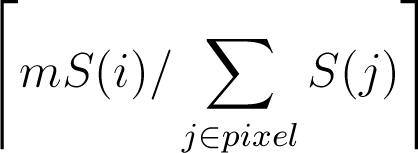 ⌈mS(i)/ ∑_{j∈pixel} S(j)⌉